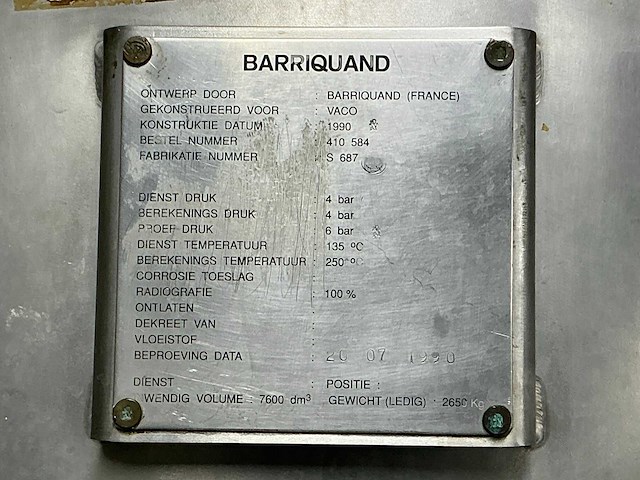 BARRIQUAND
ONTWERP DOOR : BARRIQUAND (FRANCE)
GEKONSTRUEERD VOOR : VACO
KONSTRUKTIE DATUM : 1990
BESTEL NUMMER : 410 584
FABRIKATIE NUMMER : S 687
DIENST DRUK : 4 bar
BEREKENINGS DRUK : 4 bar
PROEF DRUK : 6 bar
DIENST TEMPERATUUR : 135 ºC
BEREKENINGS TEMPERATUUR : 250 ºC
CORROSIE TOESLAG :
RADIOGRAFIE : 100 %
ONTLATEN :
DEKREET VAN :
VLOEISTOF :
BEPROEVING DATA : 20 07 1990
DIENST : POSITIE :
WENDIG VOLUME : 7600 dm³ GEWICHT (LEDIG) : 2650 Kg